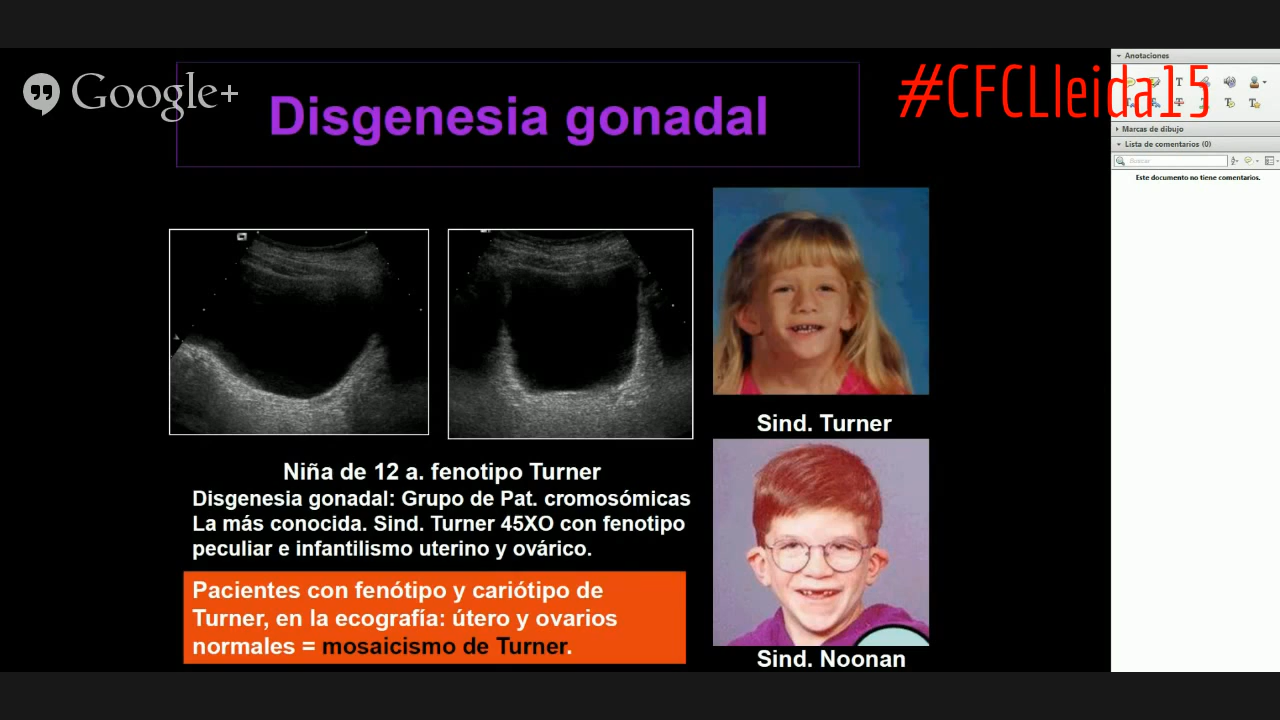 Google+
#CFCLleida15
Disgenesia gonadal
Anotaciones
Marcas de dibujo
Lista de comentarios (0)
Buscar
Este documento no tiene comentarios.
Sind. Turner
Niña de 12 a. fenotipo Turner
Disgenesia gonadal: Grupo de Pat. cromosómicas
La más conocida. Sind. Turner 45XO con fenotipo
peculiar e infantilismo uterino y ovárico.
Pacientes con fenótipo y cariótipo de
Turner, en la ecografía: útero y ovarios
normales = mosaicismo de Turner.
Sind. Noonan